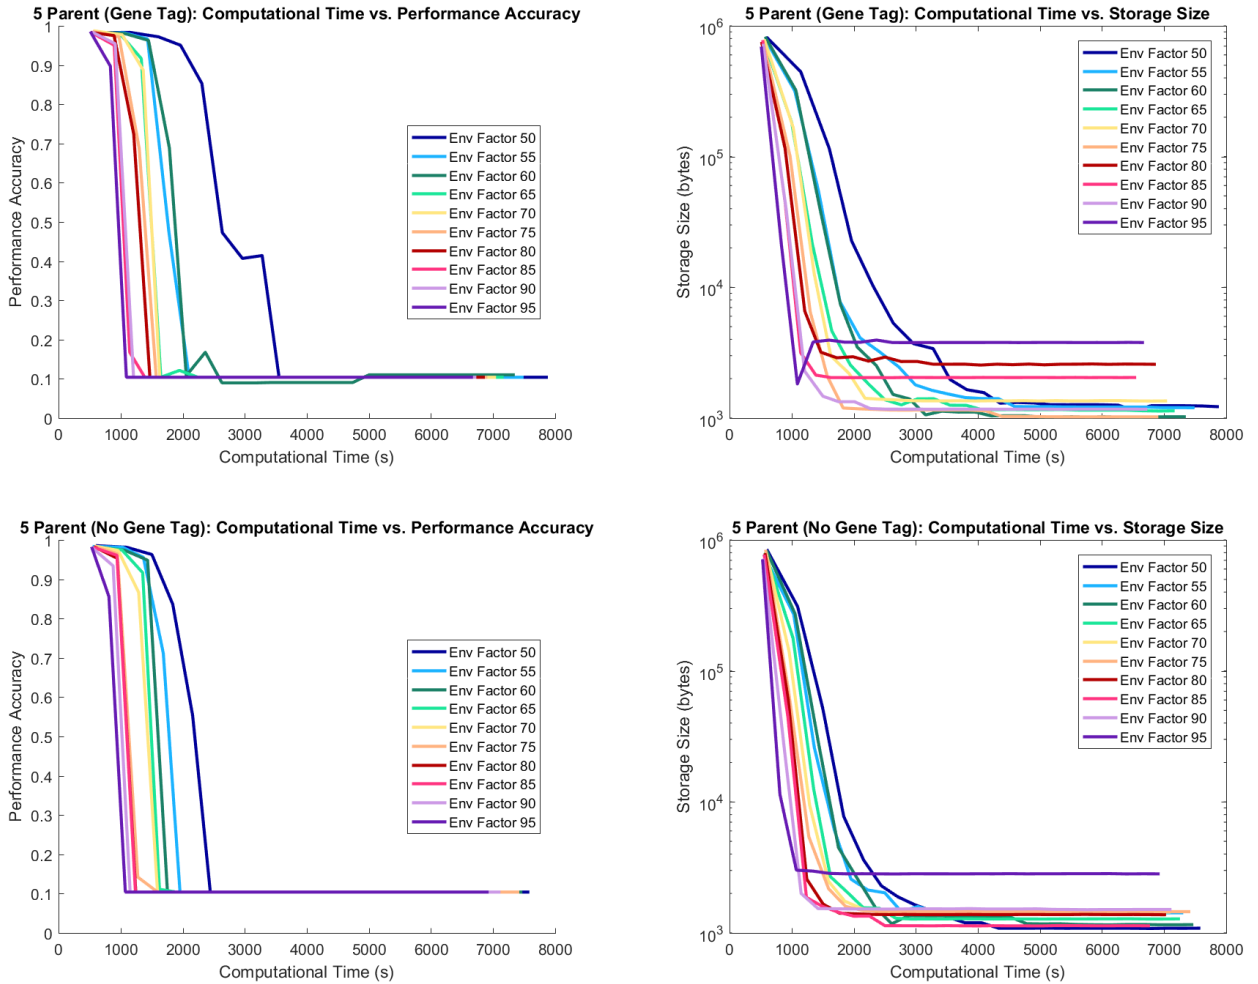 5 Parent (Gene Tag): Computational Time vs. Performance Accuracy
1
0.9
0.8
0.7
0.6
0.5
0.4
0.3
0.2
0.1
0
Performance Accuracy
0 1000 2000 3000 4000 5000 6000 7000 8000
Computational Time (s)
Env Factor 50
Env Factor 55
Env Factor 60
Env Factor 65
Env Factor 70
Env Factor 75
Env Factor 80
Env Factor 85
Env Factor 90
Env Factor 95
5 Parent (Gene Tag): Computational Time vs. Storage Size
10^6
10^5
10^4
10^3
Storage Size (bytes)
0 1000 2000 3000 4000 5000 6000 7000 8000
Computational Time (s)
Env Factor 50
Env Factor 55
Env Factor 60
Env Factor 65
Env Factor 70
Env Factor 75
Env Factor 80
Env Factor 85
Env Factor 90
Env Factor 95
5 Parent (No Gene Tag): Computational Time vs. Performance Accuracy
1
0.9
0.8
0.7
0.6
0.5
0.4
0.3
0.2
0.1
0
Performance Accuracy
0 1000 2000 3000 4000 5000 6000 7000 8000
Computational Time (s)
Env Factor 50
Env Factor 55
Env Factor 60
Env Factor 65
Env Factor 70
Env Factor 75
Env Factor 80
Env Factor 85
Env Factor 90
Env Factor 95
5 Parent (No Gene Tag): Computational Time vs. Storage Size
10^6
10^5
10^4
10^3
Storage Size (bytes)
0 1000 2000 3000 4000 5000 6000 7000 8000
Computational Time (s)
Env Factor 50
Env Factor 55
Env Factor 60
Env Factor 65
Env Factor 70
Env Factor 75
Env Factor 80
Env Factor 85
Env Factor 90
Env Factor 95